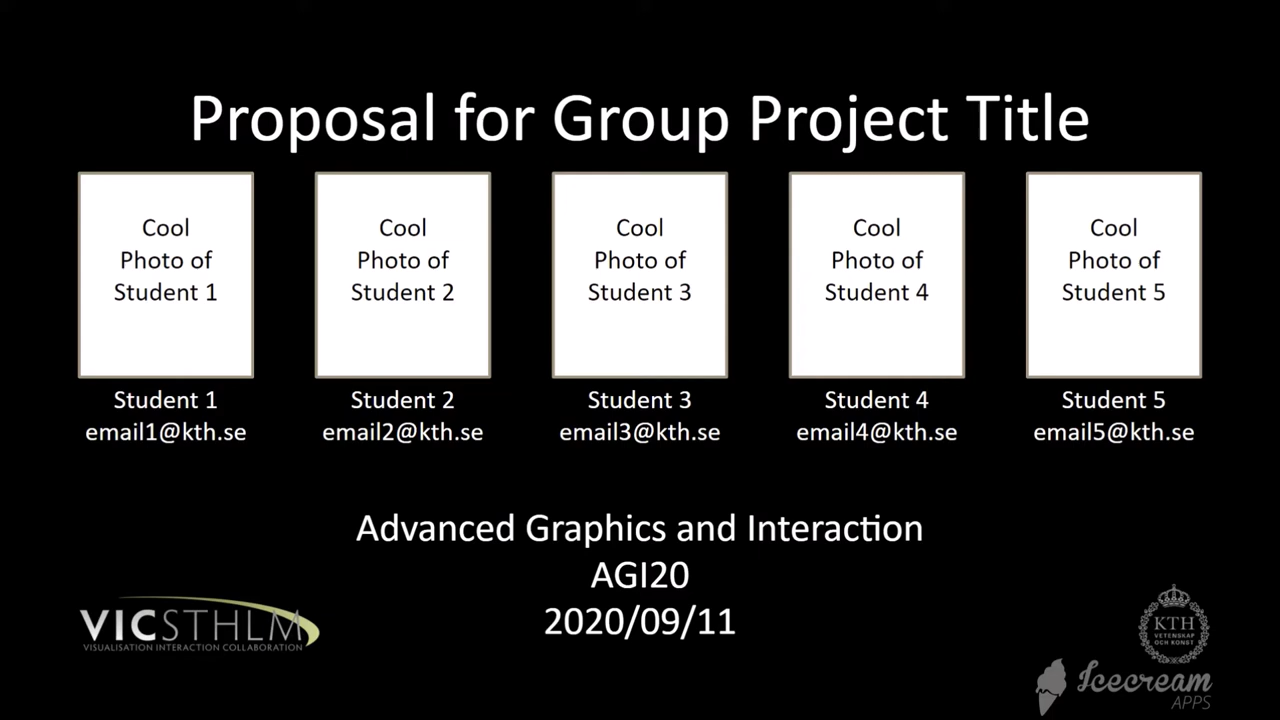 Proposal for Group Project Title
Cool
Photo of
Student 1
Cool
Photo of
Student 2
Cool
Photo of
Student 3
Cool
Photo of
Student 4
Cool
Photo of
Student 5
Student 1
email1@kth.se
Student 2
email2@kth.se
Student 3
email3@kth.se
Student 4
email4@kth.se
Student 5
email5@kth.se
Advanced Graphics and Interaction
AGI20
2020/09/11
VICSTHLM
VISUALISATION INTERACTION COLLABORATION
KTH
VETENSKAP
OCH KONST
Icecream
APPS